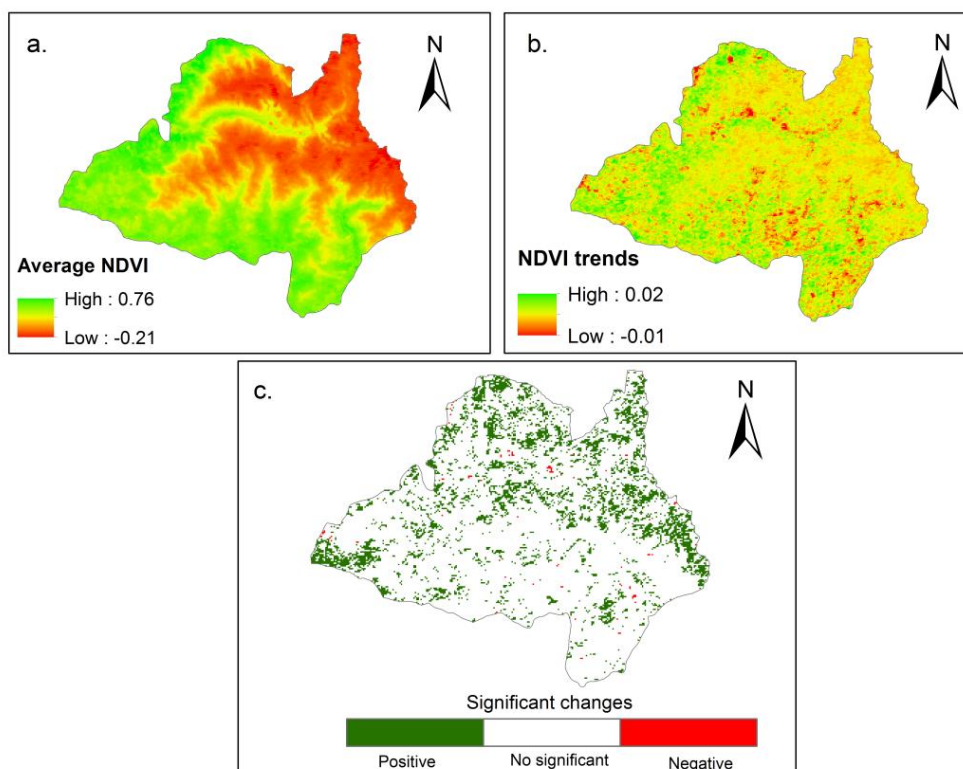 a.
N
Average NDVI
High : 0.76
Low : -0.21
b.
N
NDVI trends
High : 0.02
Low : -0.01
c.
N
Significant changes
Positive
No significant
Negative